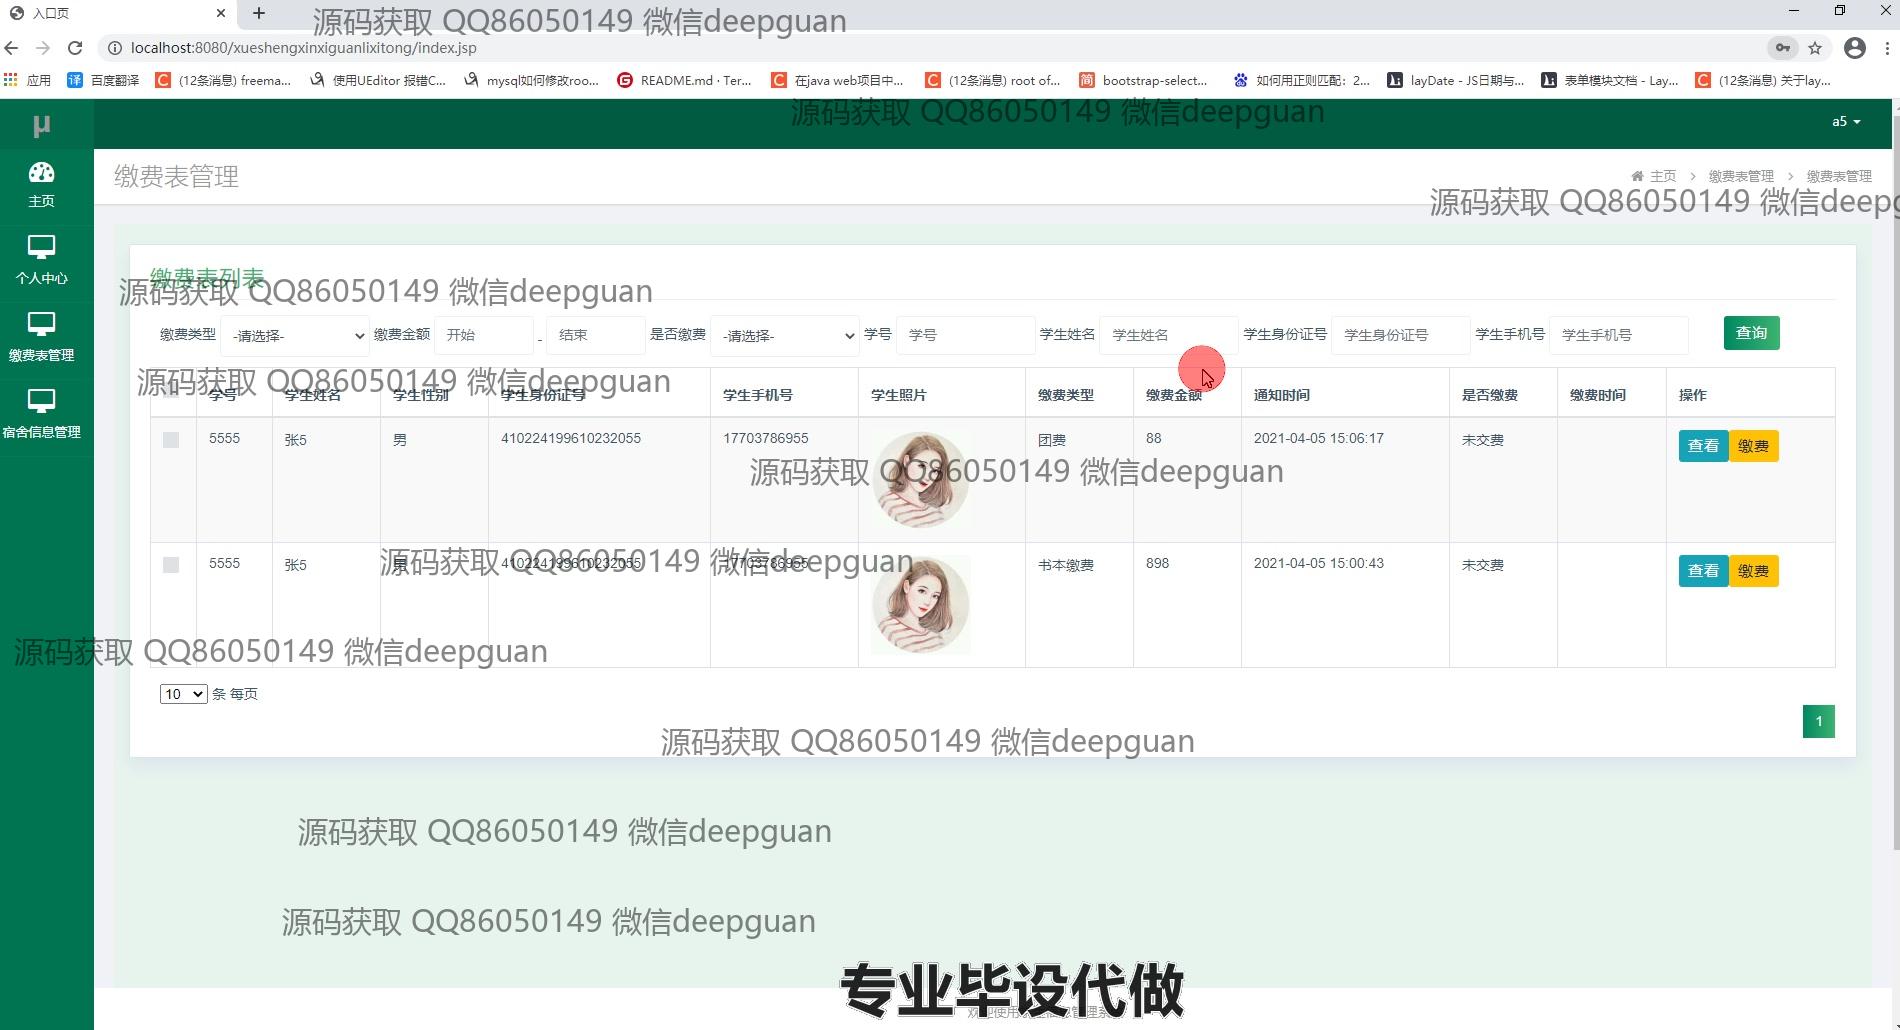 入口页
源码获取 QQ86050149 微信deepguan
localhost:8080/xueshengxinxiguanlixitong/index.jsp
应用 百度翻译 (12条消息) freema... 使用UEditor 报错C... mysql如何修改roo... README.md · Ter... 在java web项目中... (12条消息) root of... bootstrap-select... 如何用正则匹配：2... layDate - JS日期与... 表单模块文档 - Lay... (12条消息) 关于lay...
源码获取 QQ86050149 微信deepguan
μ a5
主页
缴费表管理 主页 > 缴费表管理 > 缴费表管理
源码获取 QQ86050149 微信deepg
个人中心
缴费表列表
源码获取 QQ86050149 微信deepguan
缴费类型 -请选择- 缴费金额 开始 - 结束 是否缴费 -请选择- 学号 学号 学生姓名 学生姓名 学生身份证号 学生身份证号 学生手机号 学生手机号 查询
缴费表管理
源码获取 QQ86050149 微信deepguan
学号 学生姓名 学生性别 学生身份证号 学生手机号 学生照片 缴费类型 缴费金额 通知时间 是否缴费 缴费时间 操作
宿舍信息管理
5555 张5 男 410224199610232055 17703786955 团费 88 2021-04-05 15:06:17 未交费 查看 缴费
源码获取 QQ86050149 微信deepguan
5555 张5 男 410224199610232055 17703786955 书本缴费 898 2021-04-05 15:00:43 未交费 查看 缴费
源码获取 QQ86050149 微信deepguan
源码获取 QQ86050149 微信deepguan
10 条 每页
1
源码获取 QQ86050149 微信deepguan
源码获取 QQ86050149 微信deepguan
源码获取 QQ86050149 微信deepguan
专业毕设代做